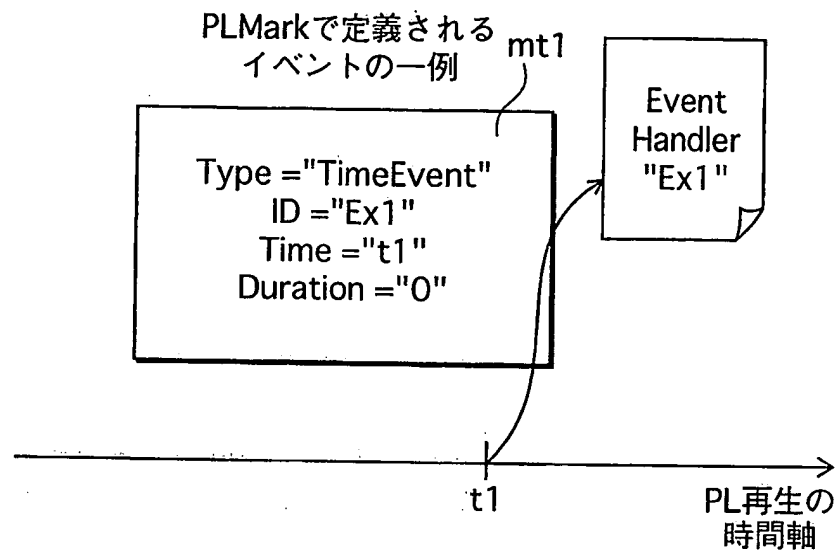 PLMarkで定義される
イベントの一例
mt1
Type ="TimeEvent"
ID ="Ex1"
Time ="t1"
Duration ="0"
Event
Handler
"Ex1"
t1
PL再生の
時間軸